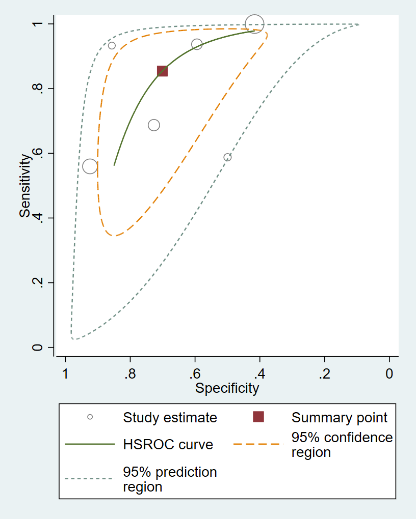 1
.8
.6
.4
.2
0
Sensitivity
1
.8
.6
.4
.2
0
Specificity
Study estimate
Summary point
HSROC curve
95% confidence
region
95% prediction
region